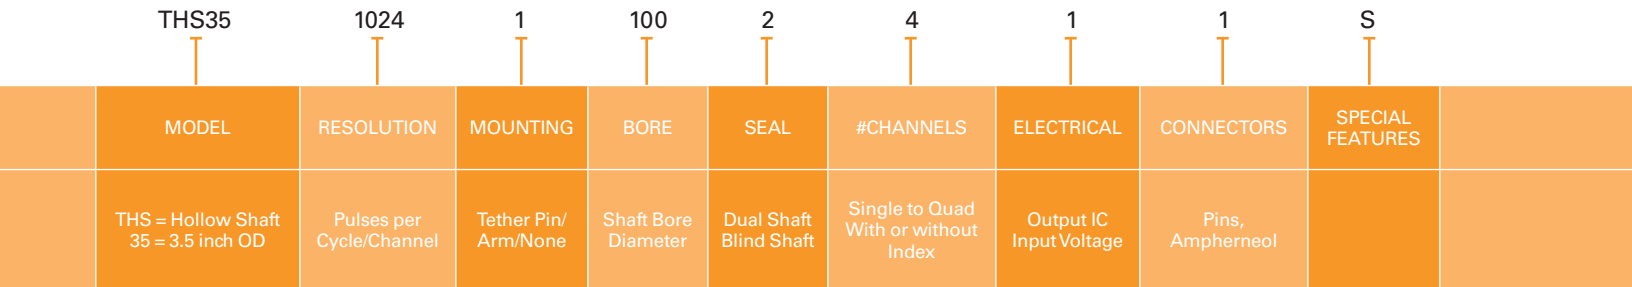 THS35 1024 1 100 2 4 1 1 S
MODEL RESOLUTION MOUNTING BORE SEAL #CHANNELS ELECTRICAL CONNECTORS SPECIAL
FEATURES
THS = Hollow Shaft
35 = 3.5 inch OD
Pulses per
Cycle/Channel
Tether Pin/
Arm/None
Shaft Bore
Diameter
Dual Shaft
Blind Shaft
Single to Quad
With or without
Index
Output IC
Input Voltage
Pins,
Ampherneol